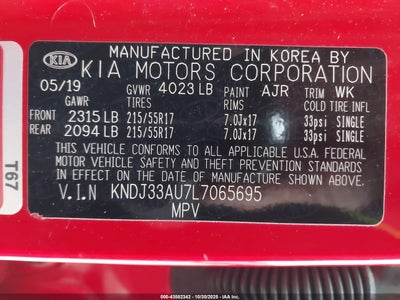 MANUFACTURED IN KOREA BY
KIA KIA MOTORS CORPORATION
05/19 GVWR 4023 LB PAINT AJR TRIM WK
GAWR TIRES RIMS COLD TIRE INFL
FRONT 2315 LB 215/55R17 7.0Jx17 33psi SINGLE
REAR 2094 LB 215/55R17 7.0Jx17 33psi SINGLE
THIS VEHICLE CONFORMS TO ALL APPLICABLE U.S.A. FEDERAL
MOTOR VEHICLE SAFETY, BUMPER, AND THEFT PREVENTION STANDARDS
IN EFFECT ON THE DATE OF MANUFACTURE SHOWN ABOVE.
V.I.N KNDJ33AU7L7065695
MPV
T67
000-43582342 - 10/30/2025 - IAA Inc.